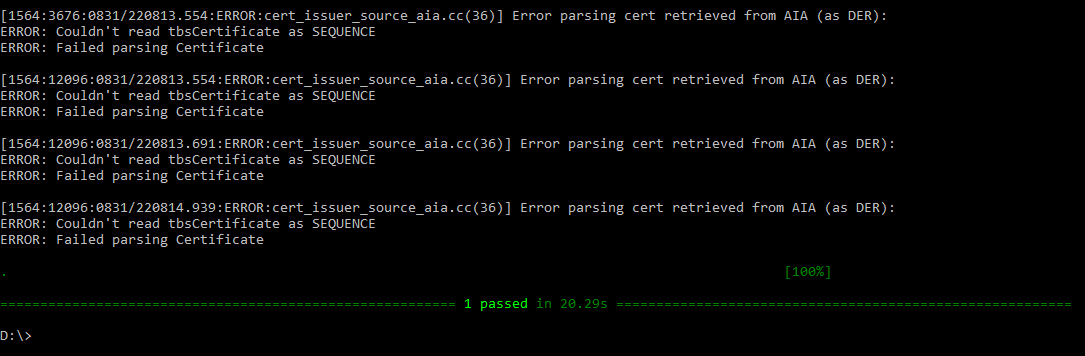 [1564:3676:0831/220813.554:ERROR:cert_issuer_source_aia.cc(36)] Error parsing cert retrieved from AIA (as DER):
ERROR: Couldn't read tbsCertificate as SEQUENCE
ERROR: Failed parsing Certificate
[1564:12096:0831/220813.554:ERROR:cert_issuer_source_aia.cc(36)] Error parsing cert retrieved from AIA (as DER):
ERROR: Couldn't read tbsCertificate as SEQUENCE
ERROR: Failed parsing Certificate
[1564:12096:0831/220813.691:ERROR:cert_issuer_source_aia.cc(36)] Error parsing cert retrieved from AIA (as DER):
ERROR: Couldn't read tbsCertificate as SEQUENCE
ERROR: Failed parsing Certificate
[1564:12096:0831/220814.939:ERROR:cert_issuer_source_aia.cc(36)] Error parsing cert retrieved from AIA (as DER):
ERROR: Couldn't read tbsCertificate as SEQUENCE
ERROR: Failed parsing Certificate
. [100%]
========================================================= 1 passed in 20.29s =========================================================
D:\>